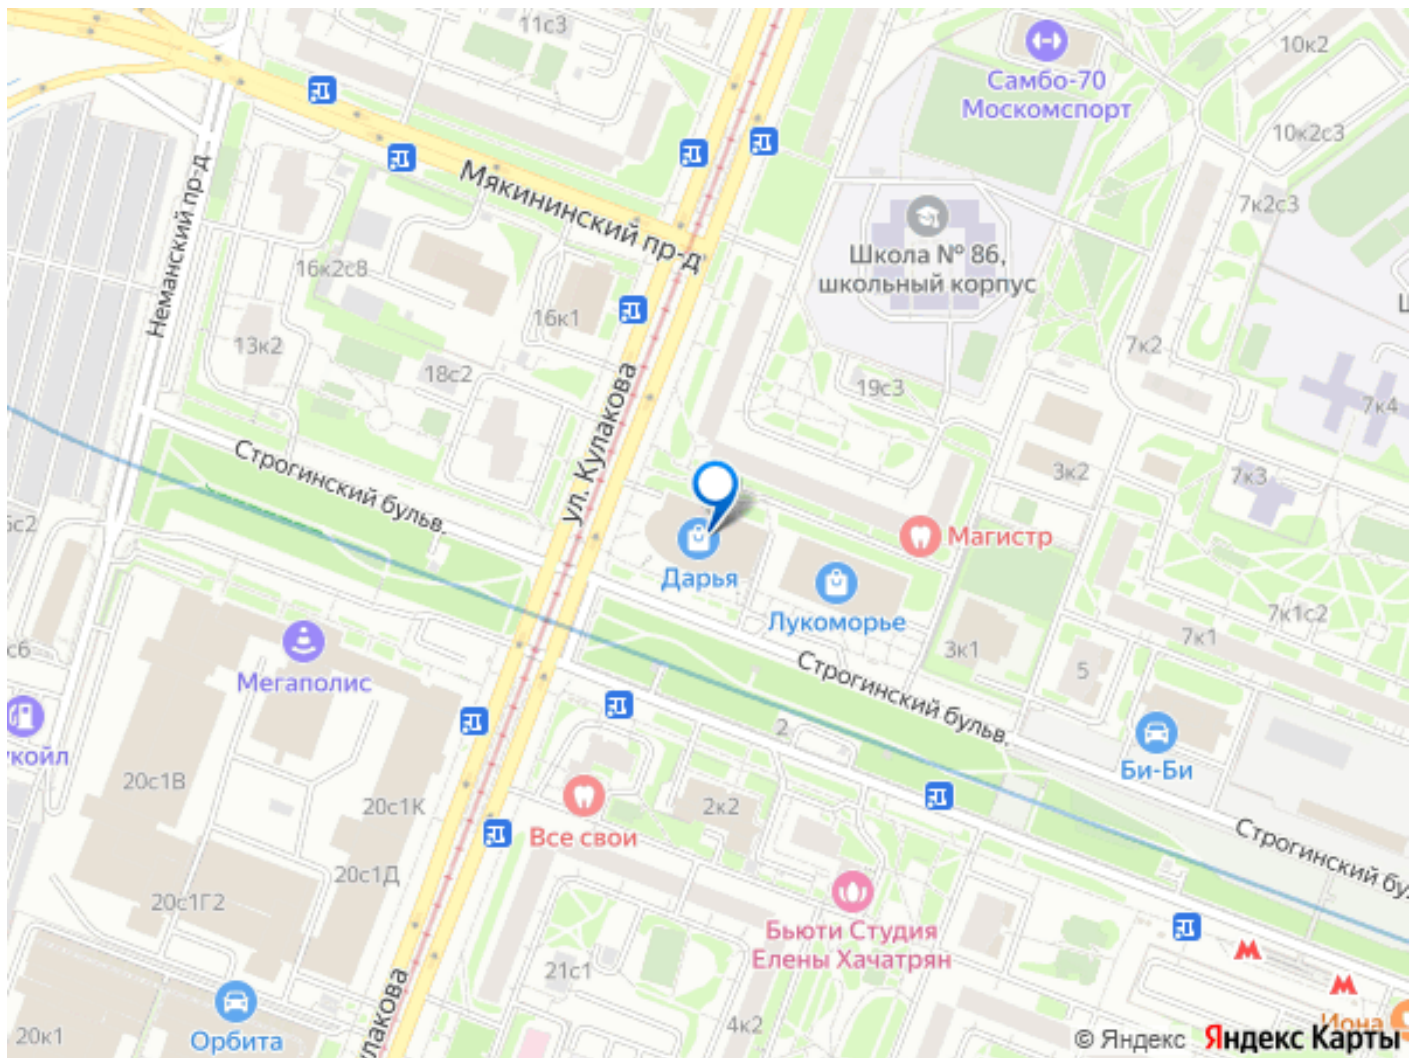 11с3
10к2
Самбо-70
Москомспорт
10к2с3
Мякининский пр-д
Неманский пр-д
7к2с3
Школа № 86,
школьный корпус
16к2с8
16к1
13к2
7к2
18с2
19с3
7к4
ул. Кулакова
Строгинский бульв.
3к2
7к3
Магистр
Дарья
Лукоморье
7к1с2
7к1
3к1
5
Мегаполис
Строгинский бульв.
2
Би-Би
20с1В
20с1К
2к2
Все свои
Строгинский бу
20с1Д
20с1Г2
Бьюти Студия
Елены Хачатрян
21с1
Орбита
20к1
4к2
Иона
© Яндекс Яндекс Карты